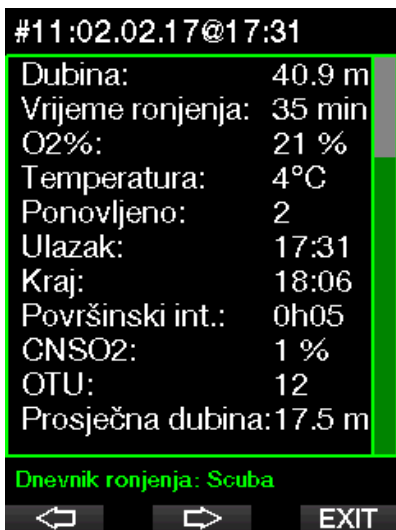 #11:02.02.17@17:31
Dubina: 40.9 m
Vrijeme ronjenja: 35 min
O2%: 21 %
Temperatura: 4°C
Ponovljeno: 2
Ulazak: 17:31
Kraj: 18:06
Površinski int.: 0h05
CNSO2: 1 %
OTU: 12
Prosječna dubina:17.5 m
Dnevnik ronjenja: Scuba
EXIT